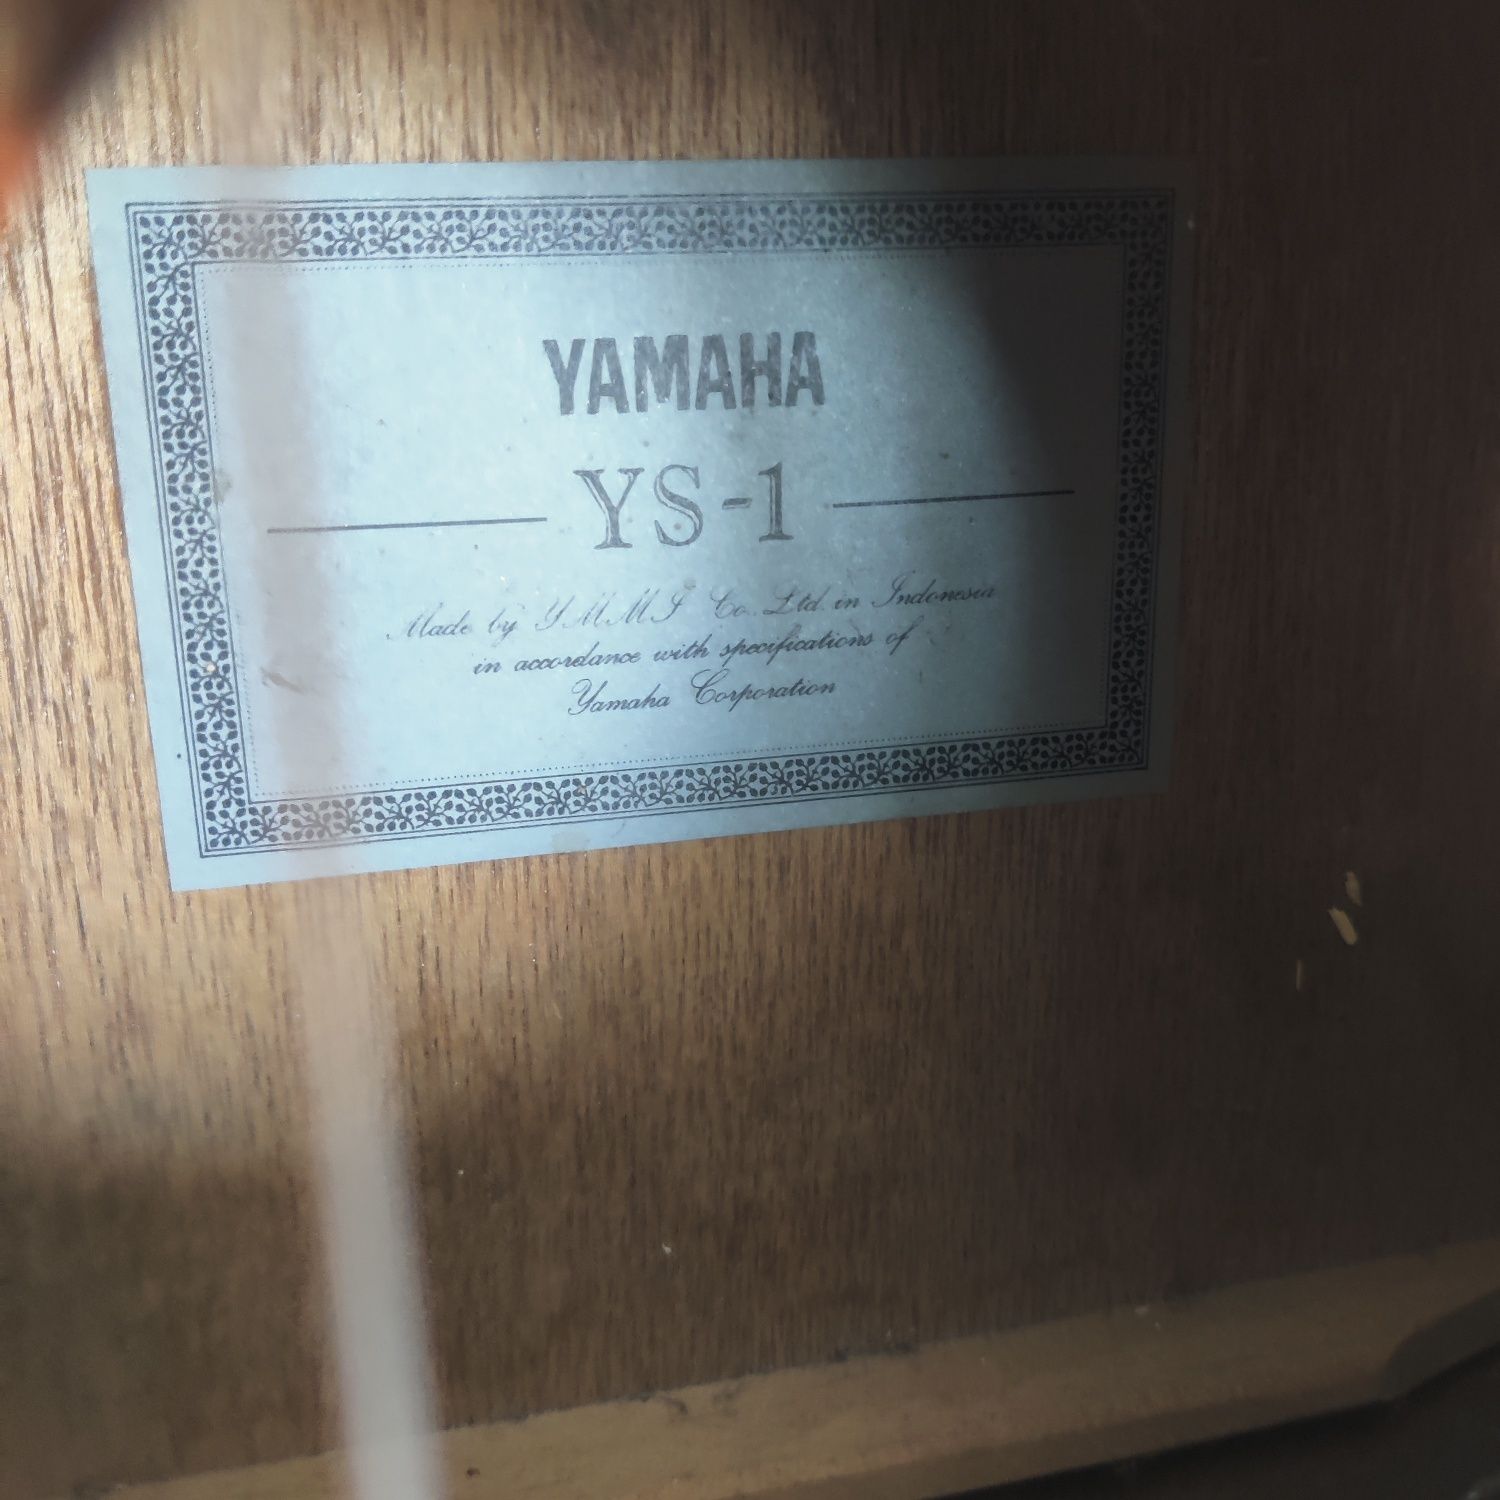 YAMAHA
YS-1
Made by YMMI Co. Ltd. in Indonesia
in accordance with specifications of
Yamaha Corporation